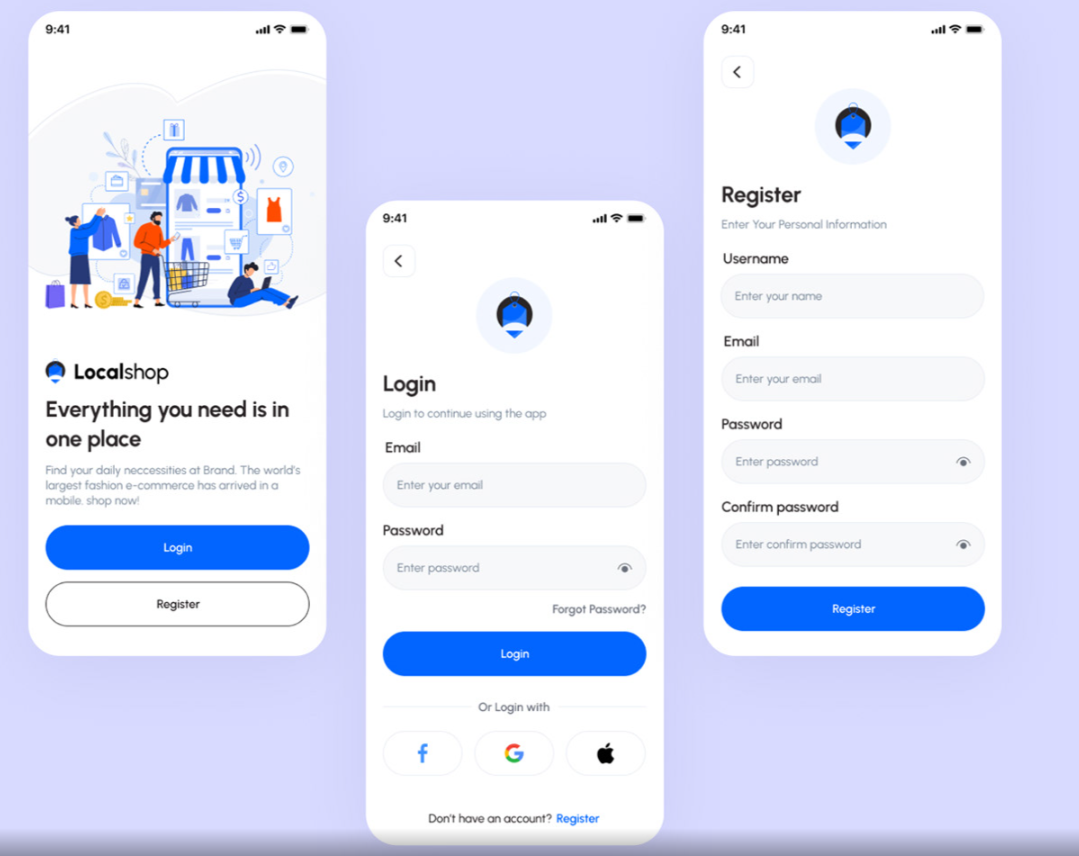 9:41
Localshop
Everything you need is in
one place
Find your daily neccessities at Brand. The world's
largest fashion e-commerce has arrived in a
mobile. shop now!
Login
Register
9:41
Login
Login to continue using the app
Email
Enter your email
Password
Enter password
Forgot Password?
Login
Or Login with
Don't have an account? Register
9:41
Register
Enter Your Personal Information
Username
Enter your name
Email
Enter your email
Password
Enter password
Confirm password
Enter confirm password
Register